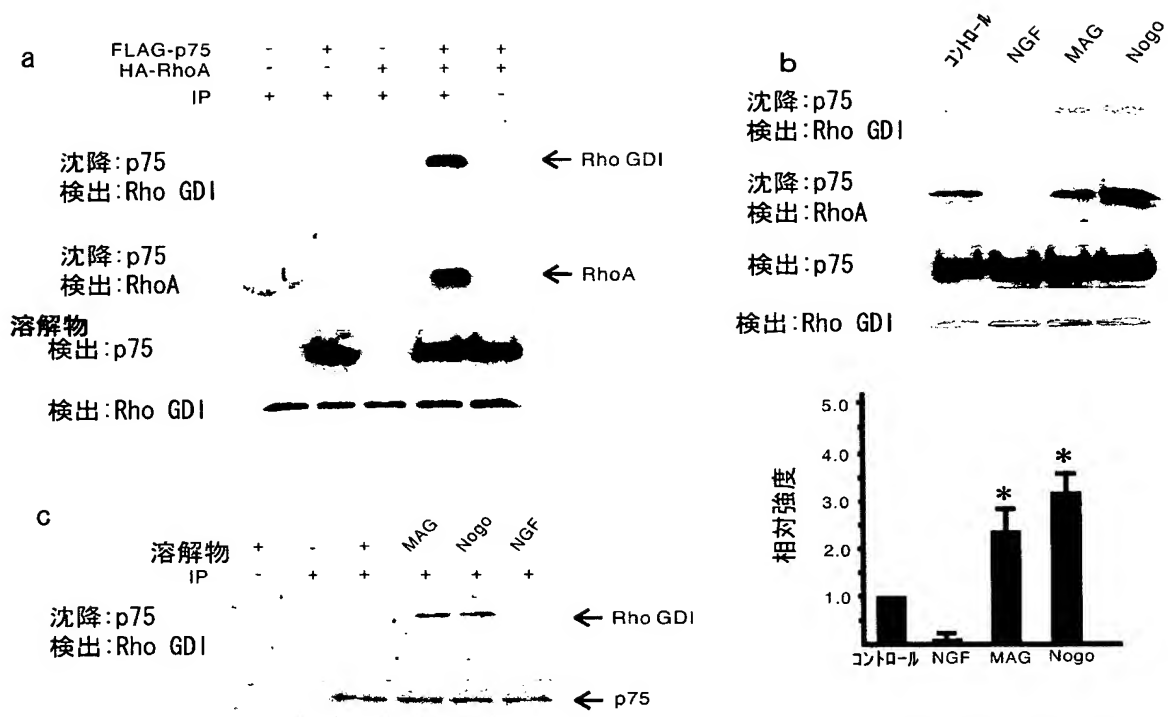 a
FLAG-p75 - + - + +
HA-RhoA - - + + +
IP + + + + -
沈降:p75
検出:Rho GDI
← Rho GDI
沈降:p75
検出:RhoA
← RhoA
溶解物
検出:p75
検出:Rho GDI
b
コントロール NGF MAG Nogo
沈降:p75
検出:Rho GDI
沈降:p75
検出:RhoA
検出:p75
検出:Rho GDI
相対強度
5.0
4.0
3.0
2.0
1.0
* *
コントロール NGF MAG Nogo
c
溶解物 + - + MAG Nogo NGF
IP - + + + + +
沈降:p75
検出:Rho GDI
← Rho GDI
← p75